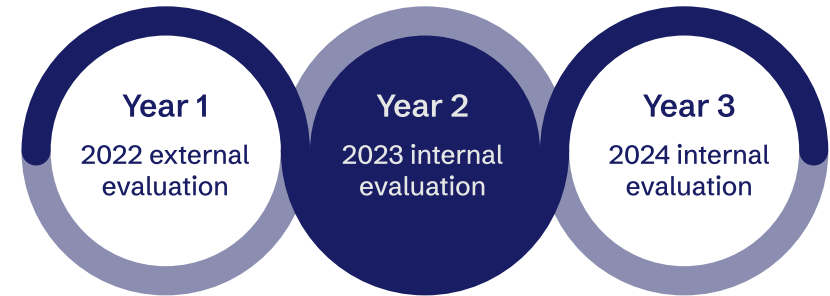 Year 1
2022 external
evaluation
Year 2
2023 internal
evaluation
Year 3
2024 internal
evaluation